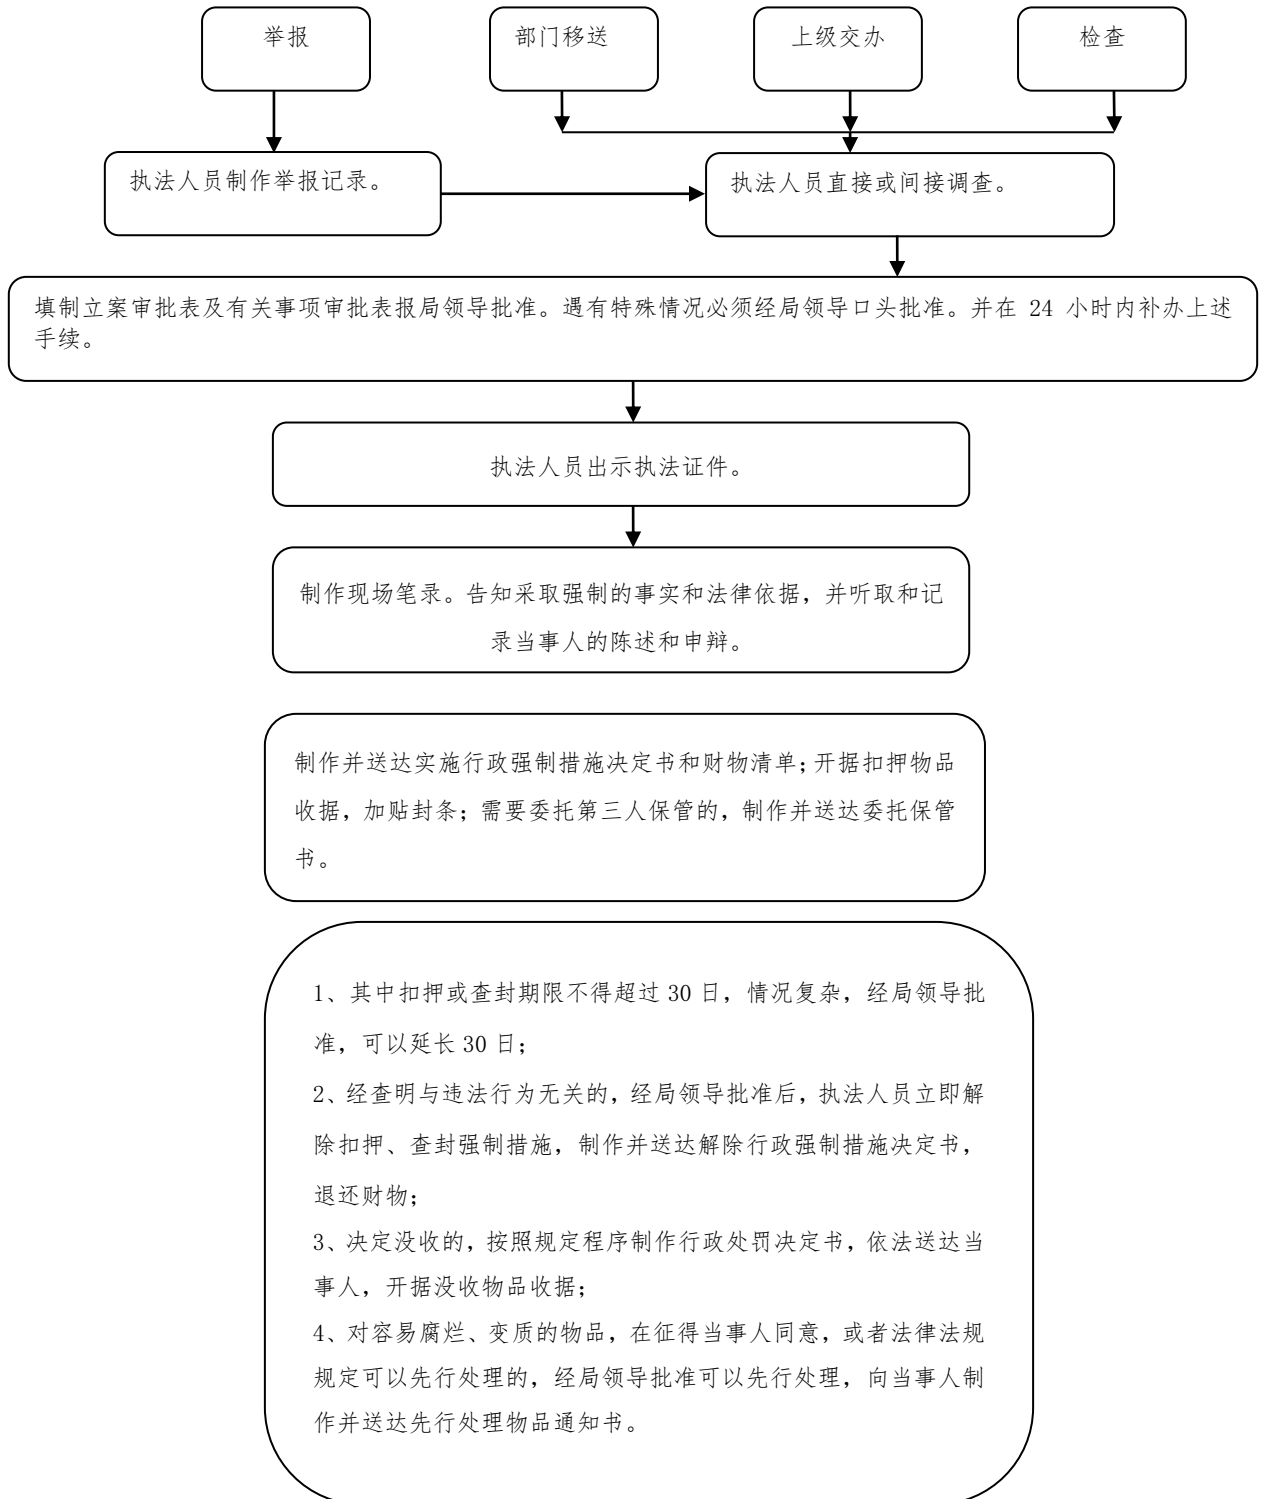 举报
部门移送
上级交办
检查
执法人员制作举报记录。
执法人员直接或间接调查。
填制立案审批表及有关事项审批表报局领导批准。遇有特殊情况必须经局领导口头批准。并在 24 小时内补办上述
手续。
执法人员出示执法证件。
制作现场笔录。告知采取强制的事实和法律依据，并听取和记
录当事人的陈述和申辩。
制作并送达实施行政强制措施决定书和财物清单；开据扣押物品
收据，加贴封条；需要委托第三人保管的，制作并送达委托保管
书。
1、其中扣押或查封期限不得超过 30 日，情况复杂，经局领导批
准，可以延长 30 日；
2、经查明与违法行为无关的，经局领导批准后，执法人员立即解
除扣押、查封强制措施，制作并送达解除行政强制措施决定书，
退还财物；
3、决定没收的，按照规定程序制作行政处罚决定书，依法送达当
事人，开据没收物品收据；
4、对容易腐烂、变质的物品，在征得当事人同意，或者法律法规
规定可以先行处理的，经局领导批准可以先行处理，向当事人制
作并送达先行处理物品通知书。